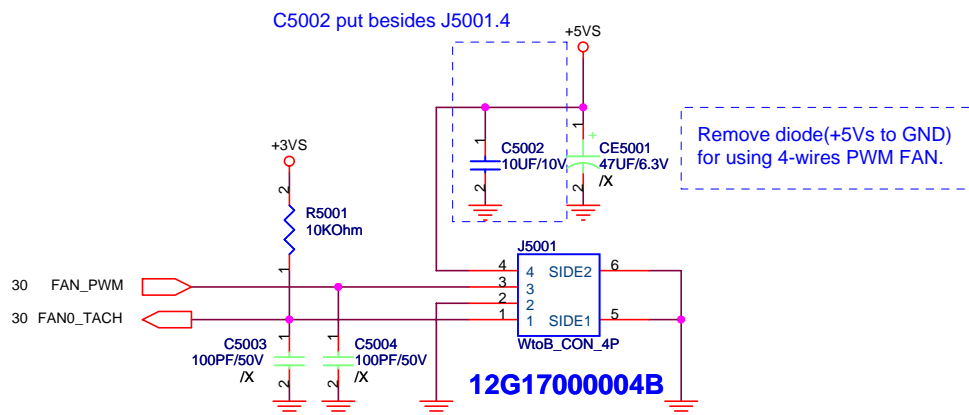 C5002 put besides J5001.4
+5VS
Remove diode(+5Vs to GND)
for using 4-wires PWM FAN.
1
C5002
10UF/10V
2
1
+
CE5001
47UF/6.3V
/X
2
+3VS
2
R5001
10KOhm
1
J5001
4
3
2
1
4
3
2
1
SIDE2
SIDE1
6
5
WtoB_CON_4P
30 FAN_PWM
30 FAN0_TACH
1
C5003
100PF/50V
/X
2
1
C5004
100PF/50V
/X
2
12G17000004B